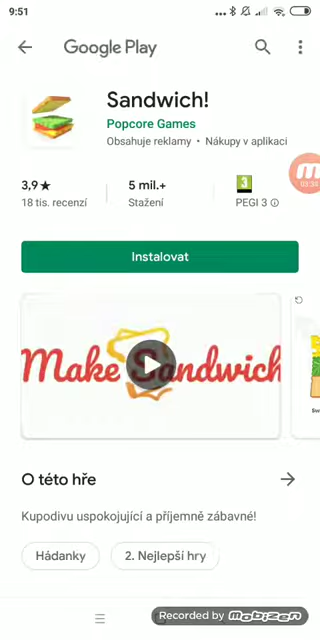 9:51
Google Play
Sandwich!
Popcore Games
Obsahuje reklamy • Nákupy v aplikaci
3,9★
18 tis. recenzí
5 mil.+
Stažení
3
PEGI 3
03:34
Instalovat
Make Sandwich
O této hře
Kupodivu uspokojující a příjemně zábavné!
Hádanky
2. Nejlepší hry
Recorded by mobizen